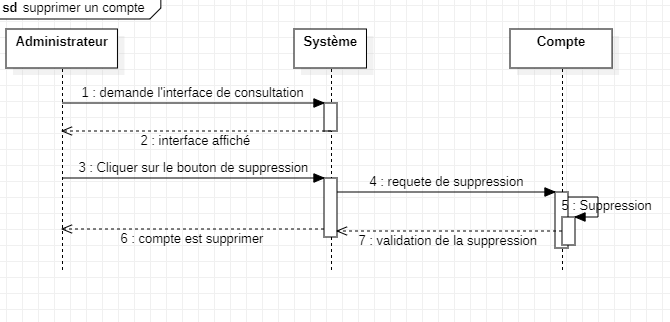 sd supprimer un compte
Administrateur
Système
Compte
1 : demande l'interface de consultation
2 : interface affiché
3 : Cliquer sur le bouton de suppression
4 : requete de suppression
5 : Suppression
6 : compte est supprimer
7 : validation de la suppression